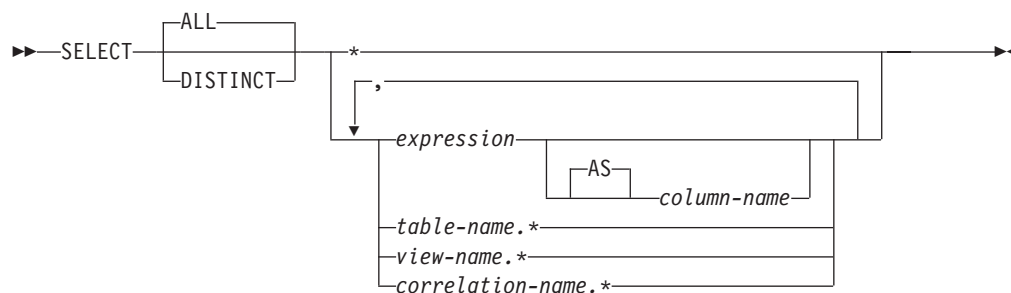 ALL
SELECT
*
DISTINCT
,
expression
AS
column-name
table-name.*
view-name.*
correlation-name.*